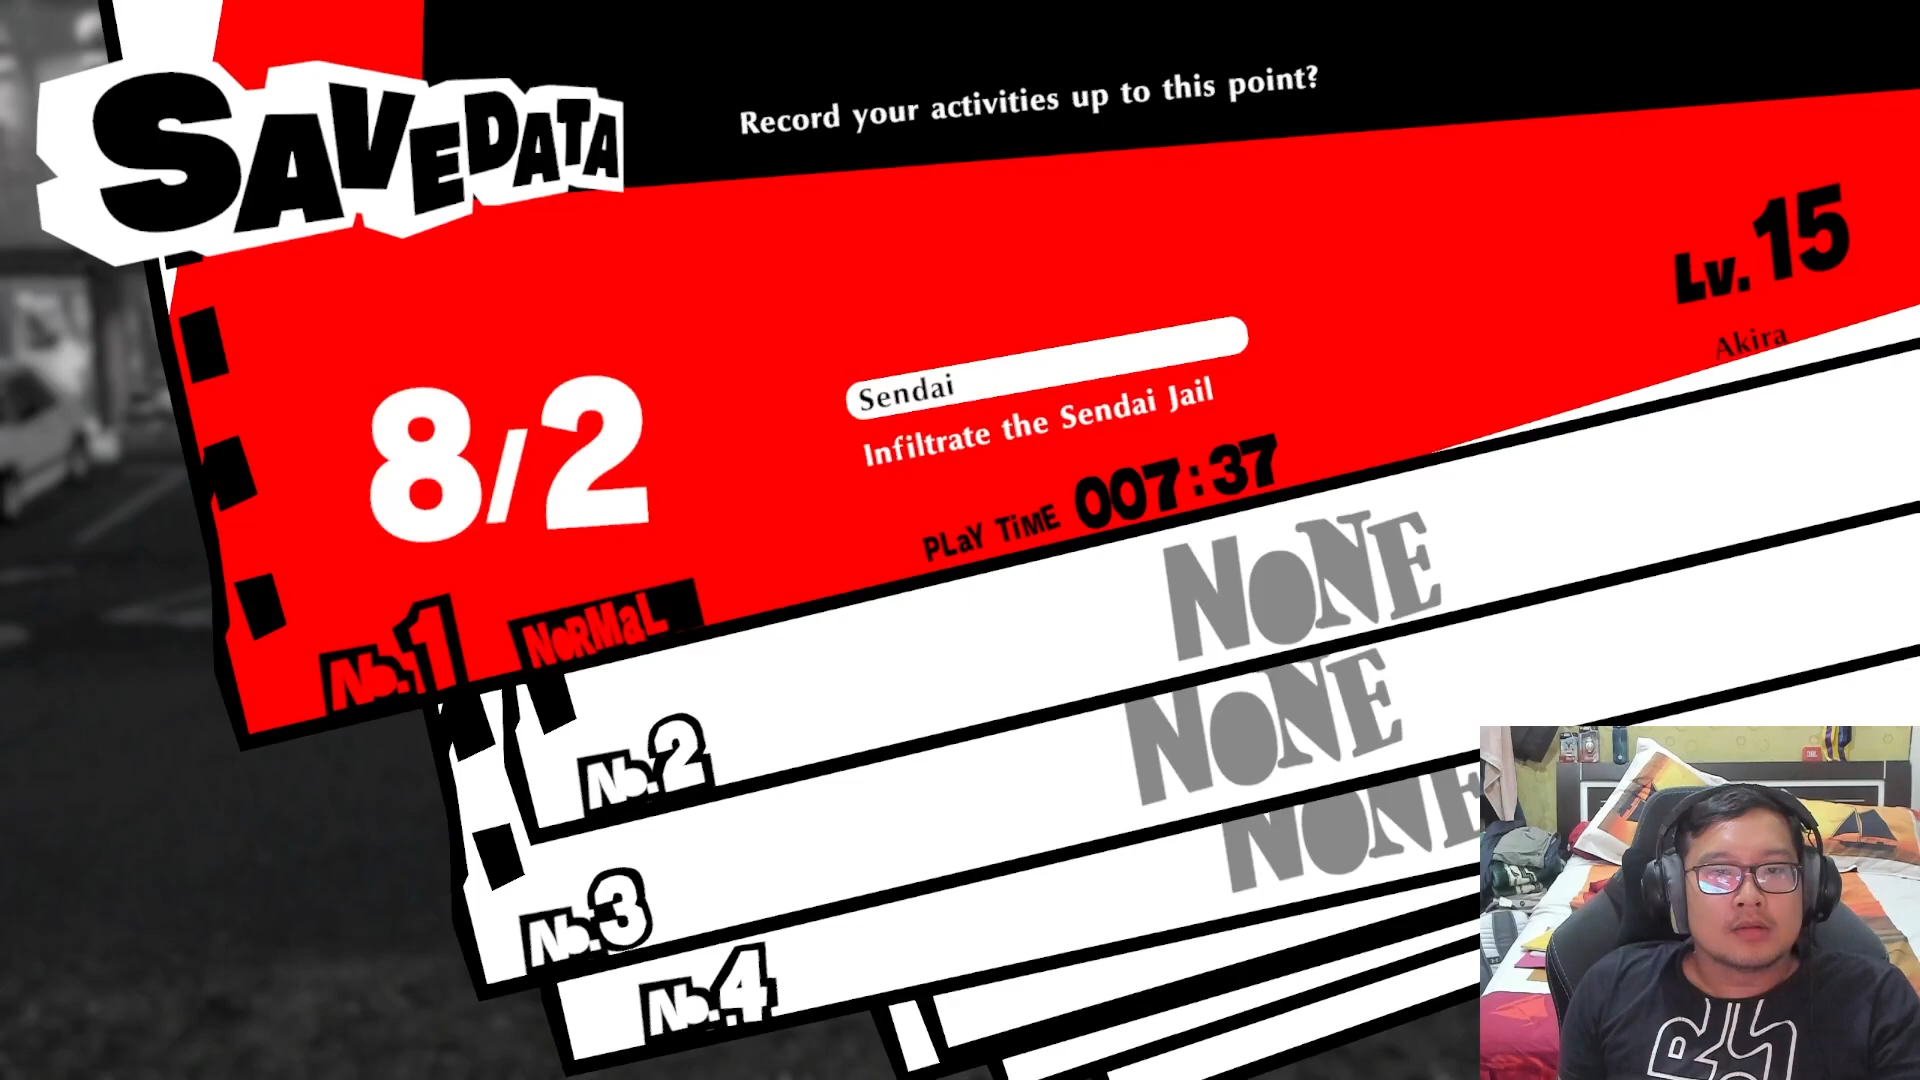 SAVEDATA
Record your activities up to this point?
Lv. 15
Akira
8/2
Sendai
Infiltrate the Sendai Jail
PLaY TiME 007:37
No.1 NoRMaL
NoNE
No.2
NoNE
No.3
NoNE
No.4